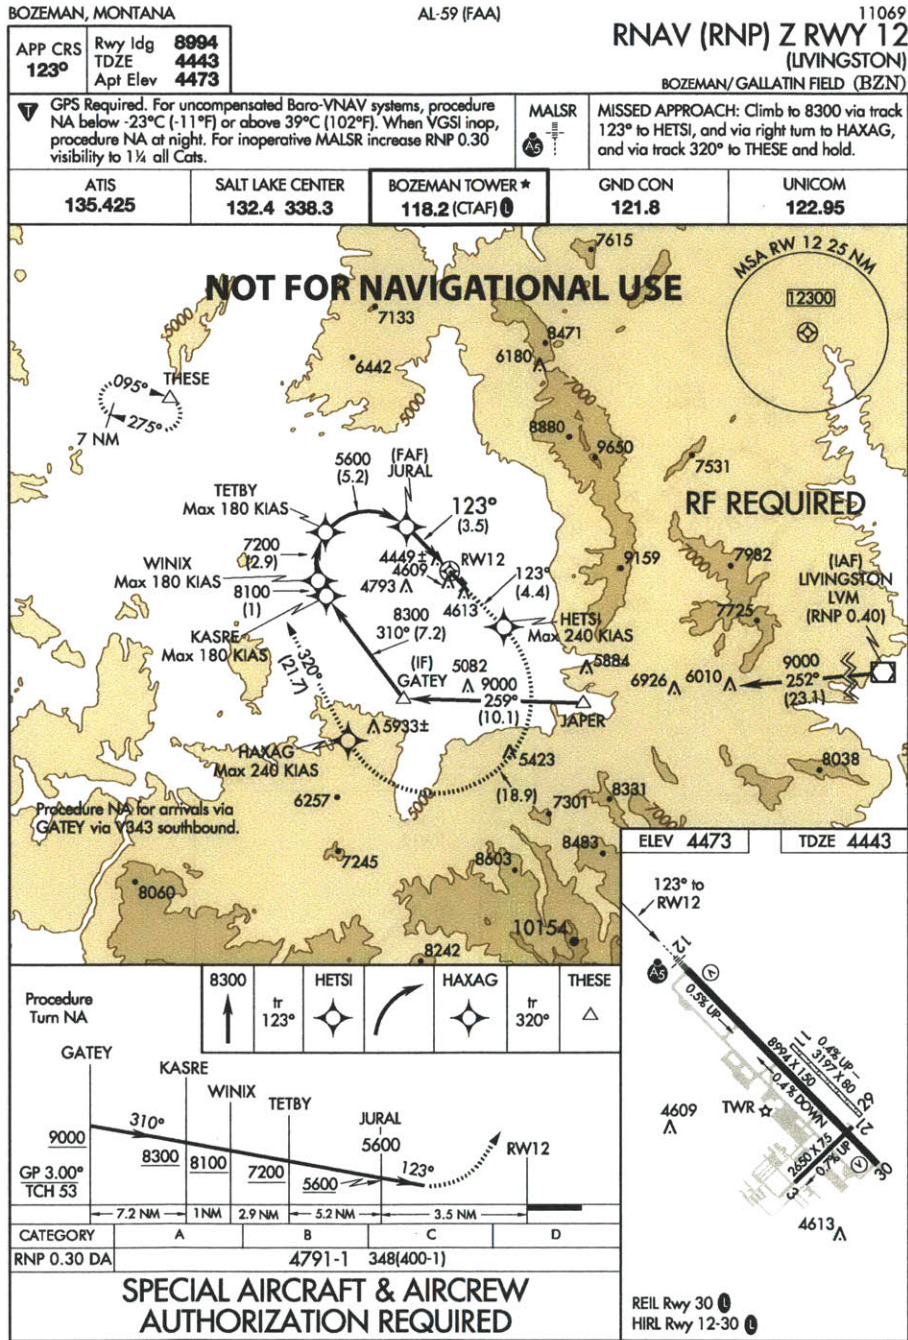 BOZEMAN, MONTANA
AL-59 (FAA)
11069
RNAV (RNP) Z RWY 12
(LIVINGSTON)
BOZEMAN/GALLATIN FIELD (BZN)
APP CRS
123°
Rwy Idg 8994
TDZE 4443
Apt Elev 4473
T
GPS Required. For uncompensated Baro-VNAV systems, procedure
NA below -23°C (-11°F) or above 39°C (102°F). When VGSI inop,
procedure NA at night. For inoperative MALSR increase RNP 0.30
visibility to 1¼ all Cats.
MALSR
A5
MISSED APPROACH: Climb to 8300 via track
123° to HETSI, and via right turn to HAXAG,
and via track 320° to THESE and hold.
ATIS
135.425
SALT LAKE CENTER
132.4 338.3
BOZEMAN TOWER ★
118.2 (CTAF) L
GND CON
121.8
UNICOM
122.95
NOT FOR NAVIGATIONAL USE
MSA RW 12 25 NM
12300
7615
5000
7133
6442
8471
6180
7000
5000
THESE
095°
275°
7 NM
8880
9650
7531
RF REQUIRED
5600
(5.2)
(FAF)
JURAL
TETBY
Max 180 KIAS
123°
(3.5)
7200
(2.9)
WINIX
Max 180 KIAS
8100
(1)
4449±
4609
4793
RW12
4613
123°
(4.4)
9159
7982
7725
(IAF)
LIVINGSTON
LVM
(RNP 0.40)
KASRE
Max 180 KIAS
8300
310° (7.2)
HETSI
Max 240 KIAS
320°
(21.7)
(IF)
GATEY
5082
9000
259°
(10.1)
5884
JAPER
6926
6010
9000
252°
(23.1)
HAXAG
Max 240 KIAS
5933±
5423
(18.9)
8038
Procedure NA for arrivals via
GATEY via V343 southbound.
6257
5000
7301
8331
7000
7245
8603
8483
8060
10154
8242
ELEV 4473
TDZE 4443
123° to
RW12
12
A5
V
0.5% UP
8994 X 150
0.4% DOWN
11
0.4% UP
3197 X 80
29
21
4609
TWR
2650 X 75
0.7% UP
V
3
30
4613
REIL Rwy 30 L
HIRL Rwy 12-30 L
Procedure
Turn NA
8300
tr
123°
HETSI
HAXAG
tr
320°
THESE
GATEY
KASRE
WINIX
TETBY
JURAL
5600
RW12
310°
9000
8300
8100
7200
5600
123°
GP 3.00°
TCH 53
7.2 NM
1NM
2.9 NM
5.2 NM
3.5 NM
CATEGORY
A
B
C
D
RNP 0.30 DA
4791-1 348(400-1)
SPECIAL AIRCRAFT & AIRCREW
AUTHORIZATION REQUIRED